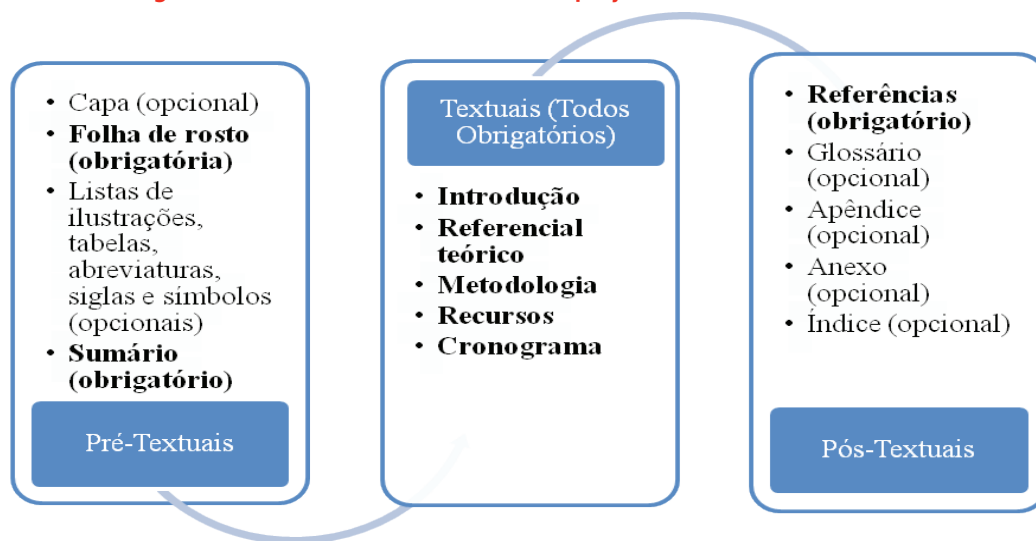 • Capa (opcional)
• Folha de rosto
(obrigatória)
• Listas de
ilustrações,
tabelas,
abreviaturas,
siglas e símbolos
(opcionais)
• Sumário
(obrigatório)
Pré-Textuais
Textuais (Todos
Obrigatórios)
• Introdução
• Referencial
teórico
• Metodologia
• Recursos
• Cronograma
• Referências
(obrigatório)
• Glossário
(opcional)
• Apêndice
(opcional)
• Anexo
(opcional)
• Índice (opcional)
Pós-Textuais